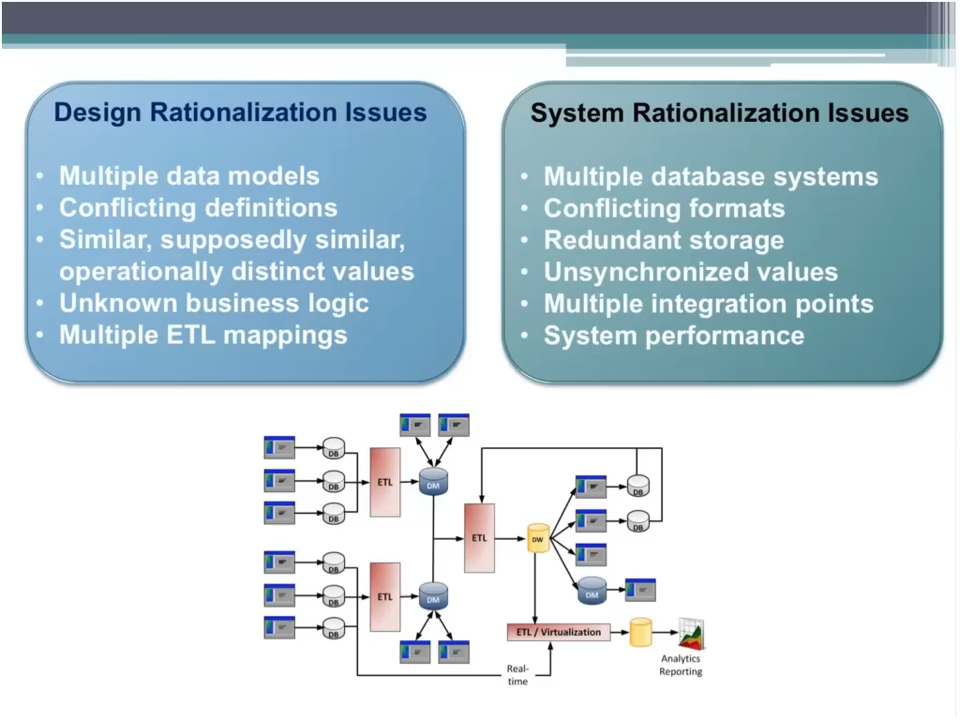 Design Rationalization Issues
• Multiple data models
• Conflicting definitions
• Similar, supposedly similar,
operationally distinct values
• Unknown business logic
• Multiple ETL mappings
System Rationalization Issues
• Multiple database systems
• Conflicting formats
• Redundant storage
• Unsynchronized values
• Multiple integration points
• System performance
DB
DB
DB
ETL
DM
DB
DB
DB
ETL
DM
ETL
DW
DB
DB
DM
ETL / Virtualization
Real-
time
Analytics
Reporting